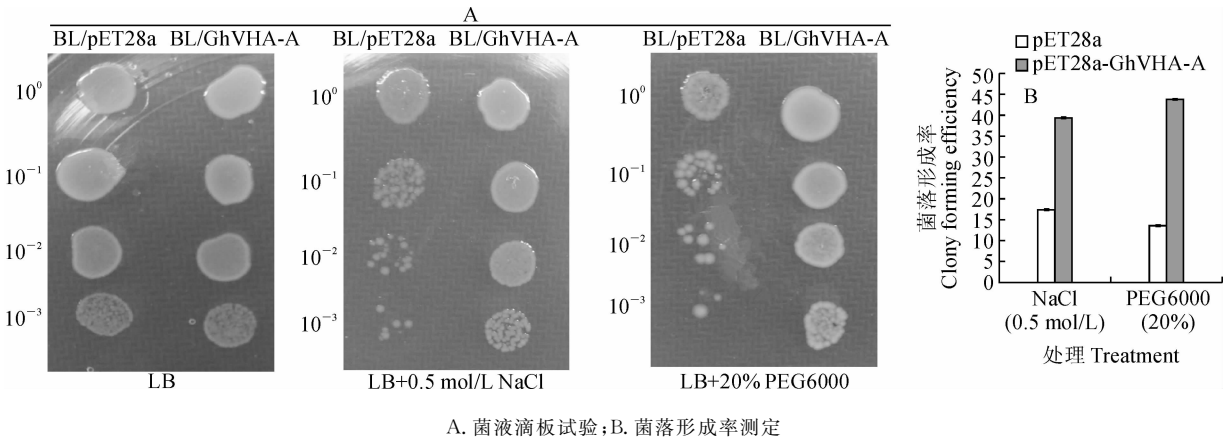 A
BL/pET28a BL/GhVHA-A
BL/pET28a BL/GhVHA-A
BL/pET28a BL/GhVHA-A
10⁰
10⁻¹
10⁻²
10⁻³
LB
10⁰
10⁻¹
10⁻²
10⁻³
LB+0.5 mol/L NaCl
10⁰
10⁻¹
10⁻²
10⁻³
LB+20% PEG6000
pET28a
pET28a-GhVHA-A
B
菌落形成率
Clony forming efficiency
50
45
40
35
30
25
20
15
10
5
0
NaCl
(0.5 mol/L)
PEG6000
(20%)
处理 Treatment
A. 菌液滴板试验;B. 菌落形成率测定